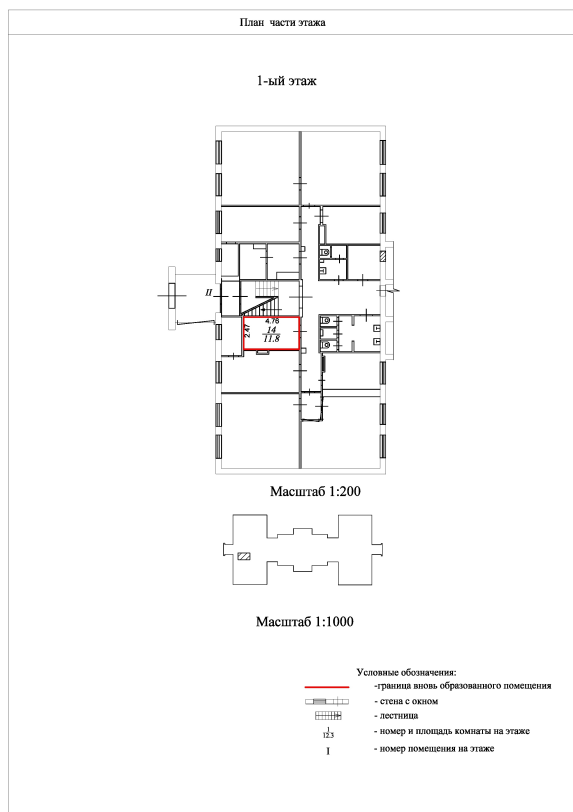 План части этажа
1-ый этаж
II
4.76
2.47
14
11.8
Масштаб 1:200
Масштаб 1:1000
Условные обозначения:
-граница вновь образованного помещения
- стена с окном
- лестница
1
12.3
- номер и площадь комнаты на этаже
I
- номер помещения на этаже